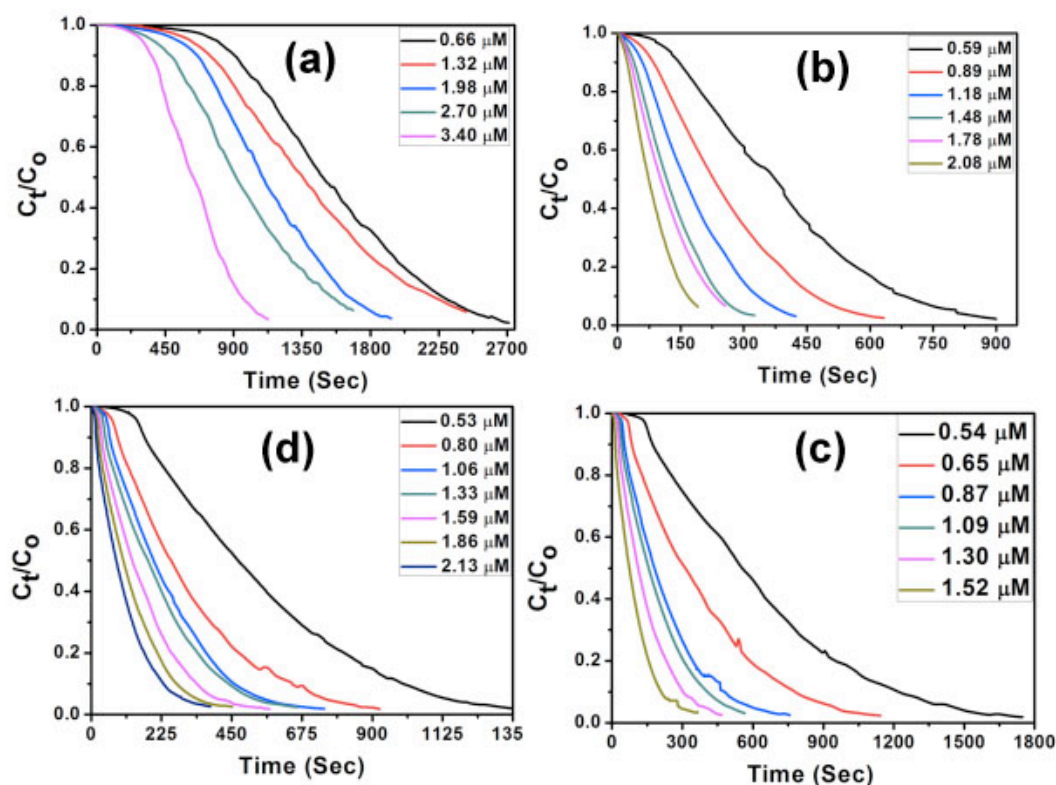 (a)
0.66 μM
1.32 μM
1.98 μM
2.70 μM
3.40 μM
1.0
0.8
0.6
0.4
0.2
0.0
Ct/Co
0 450 900 1350 1800 2250 2700
Time (Sec)
(b)
0.59 μM
0.89 μM
1.18 μM
1.48 μM
1.78 μM
2.08 μM
1.0
0.8
0.6
0.4
0.2
0.0
Ct/Co
0 150 300 450 600 750 900
Time (Sec)
(d)
0.53 μM
0.80 μM
1.06 μM
1.33 μM
1.59 μM
1.86 μM
2.13 μM
1.0
0.8
0.6
0.4
0.2
0.0
Ct/Co
0 225 450 675 900 1125 135
Time (Sec)
(c)
0.54 μM
0.65 μM
0.87 μM
1.09 μM
1.30 μM
1.52 μM
1.0
0.8
0.6
0.4
0.2
0.0
Ct/Co
0 300 600 900 1200 1500 1800
Time (Sec)